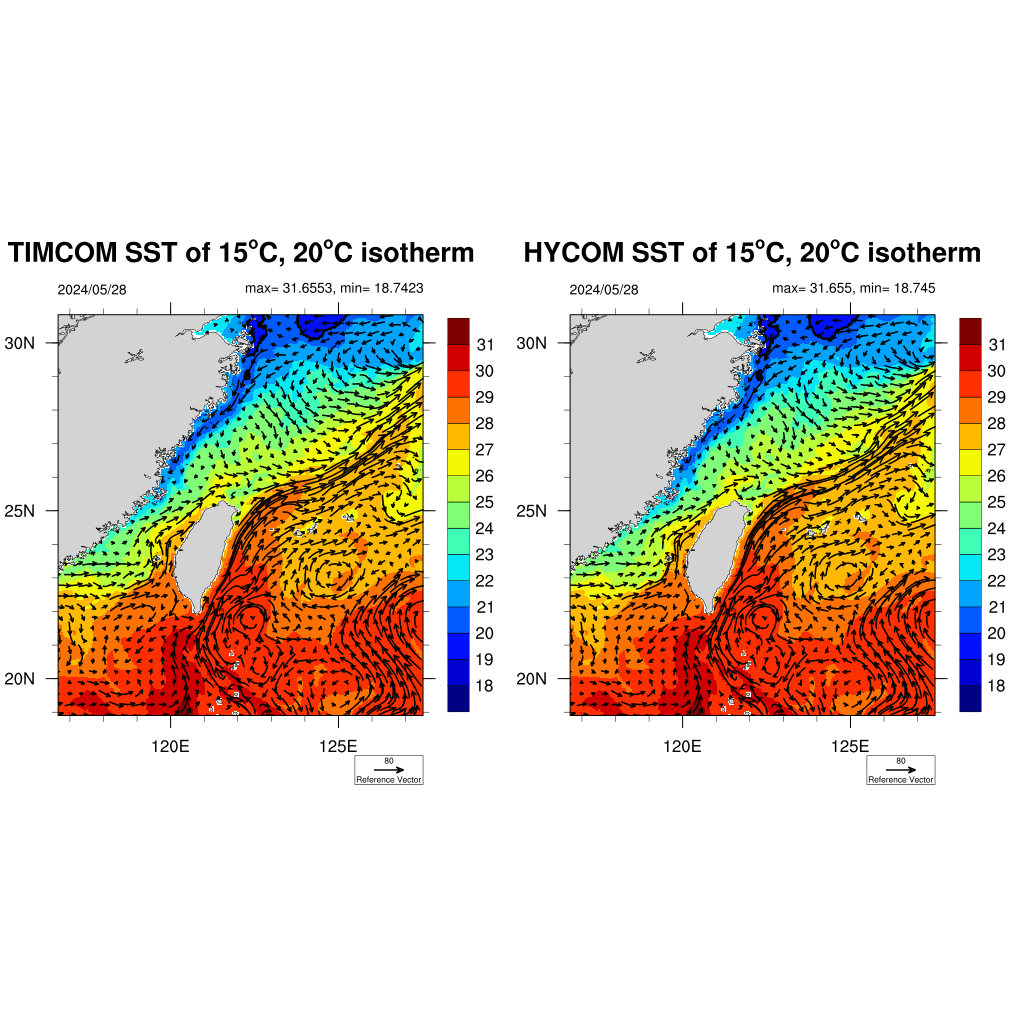 TIMCOM SST of 15°C, 20°C isotherm
2024/05/28 max= 31.6553, min= 18.7423
30N
25N
20N
120E 125E
31
30
29
28
27
26
25
24
23
22
21
20
19
18
80
Reference Vector
HYCOM SST of 15°C, 20°C isotherm
2024/05/28 max= 31.655, min= 18.745
30N
25N
20N
120E 125E
31
30
29
28
27
26
25
24
23
22
21
20
19
18
80
Reference Vector